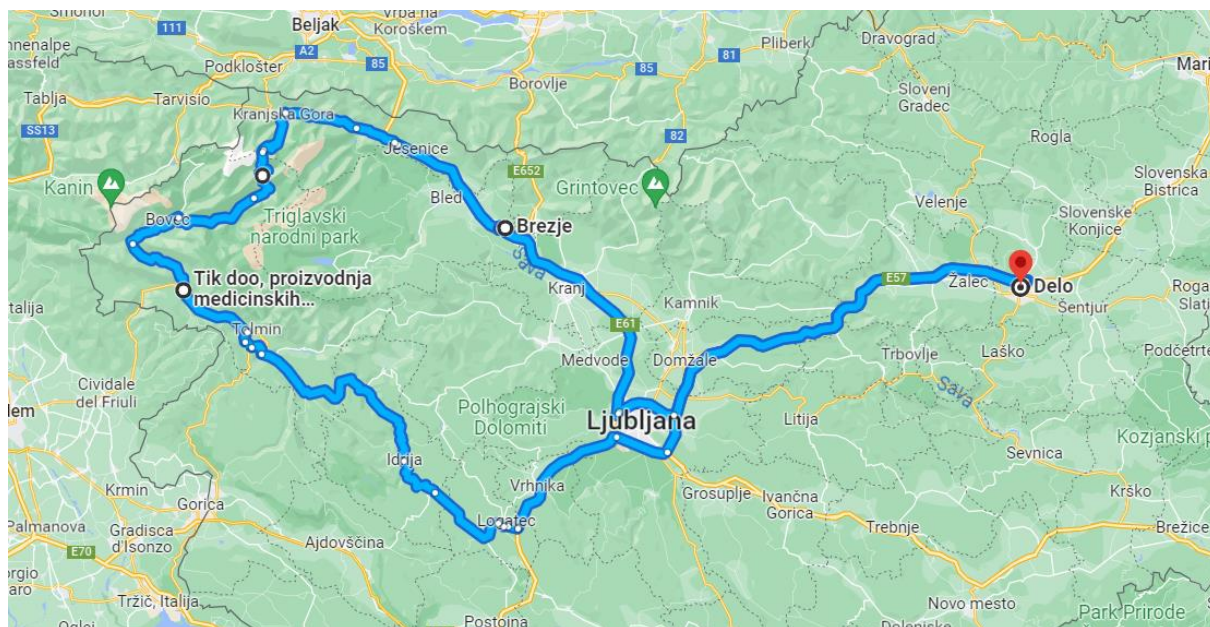 Smohor
111
Beljak
Vrba na
Koroškem
A2
Podklošter
85
Pliberk
81
Dravograd
Mari
nnenalpe
assfeld
Tablja
Tarvisio
SS13
Borovlje
85
82
Slovenj
Gradec
Rogla
Kranjska Gora
Jesenice
E652
Grintovec
Slovenska
Bistrica
Kanin
Bled
Velenje
Slovenske
Konjice
Bovec
Triglavski
narodni park
Brezje
Sava
Tik doo, proizvodnja
medicinskih...
Kranj
Kamnik
E57
Žalec
Delo
Šentjur
Roga
Slati
italija
Tolmin
E61
Medvode
Domžale
Trbovlje
Laško
Podčetrte
Cividale
del Friuli
Polhograjski
Dolomiti
Ljubljana
Litija
Sava
Kozjanski p
Idrija
Vrhnika
Sevnica
Krmin
Gorica
Grosuplje
Ivančna
Gorica
Krško
Palmanova
Gradisca
d'Isonzo
Ajdovščina
Logatec
Trebnje
Brežice
E70
Tržič, Italija
Postojna
Novo mesto
Park Prirode